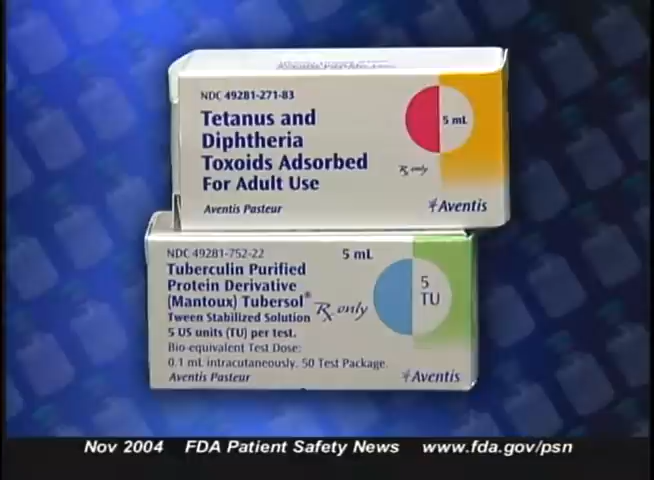 NDC 49281-271-83
Tetanus and
Diphtheria
Toxoids Adsorbed
For Adult Use
Aventis Pasteur
5 mL
Rx only
Aventis
NDC 49281-752-22
5 mL
Tuberculin Purified
Protein Derivative
(Mantoux) Tubersol®
Tween Stabilized Solution
Rx only
5 US units (TU) per test.
Bio-equivalent Test Dose:
0.1 mL intracutaneously. 50 Test Package.
Aventis Pasteur
5
TU
Aventis
Nov 2004 FDA Patient Safety News www.fda.gov/psn